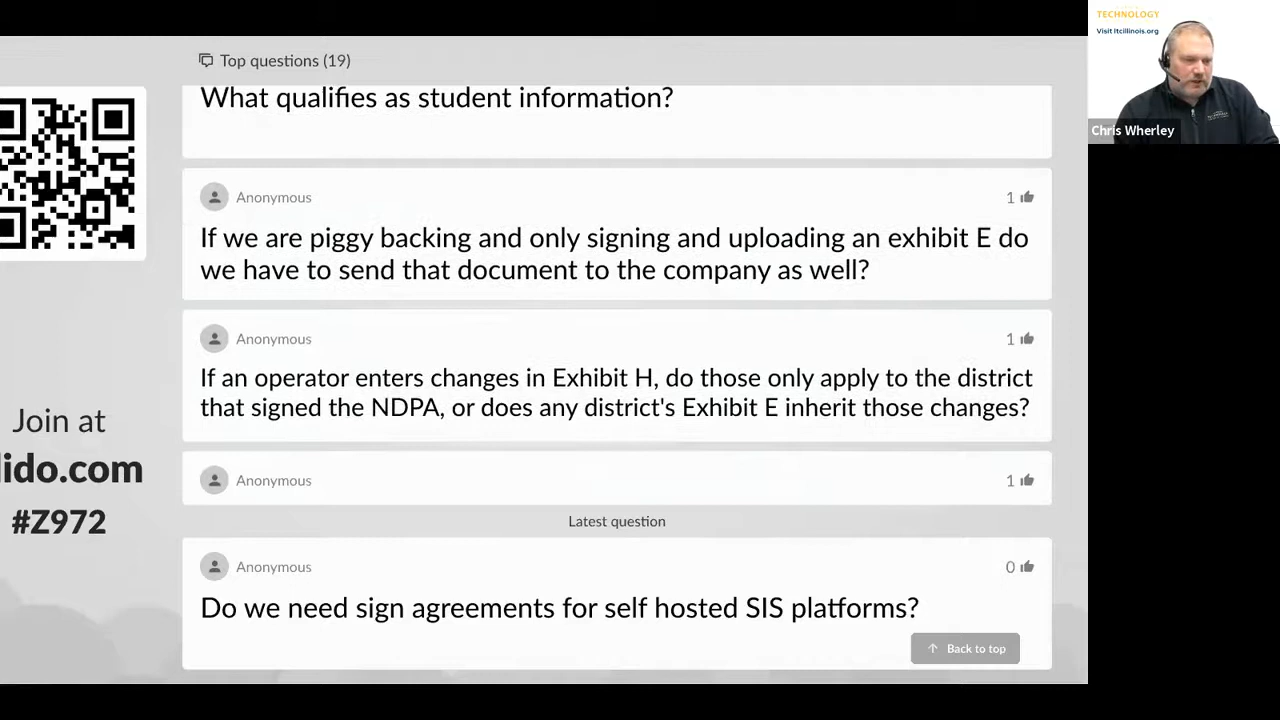 Top questions (19)
What qualifies as student information?
Anonymous
1
If we are piggy backing and only signing and uploading an exhibit E do
we have to send that document to the company as well?
Anonymous
1
If an operator enters changes in Exhibit H, do those only apply to the district
that signed the NDPA, or does any district's Exhibit E inherit those changes?
Anonymous
1
Latest question
Anonymous
0
Do we need sign agreements for self hosted SIS platforms?
Back to top
Join at
lido.com
#Z972
TECHNOLOGY
Visit ltcillinois.org
Chris Wherley